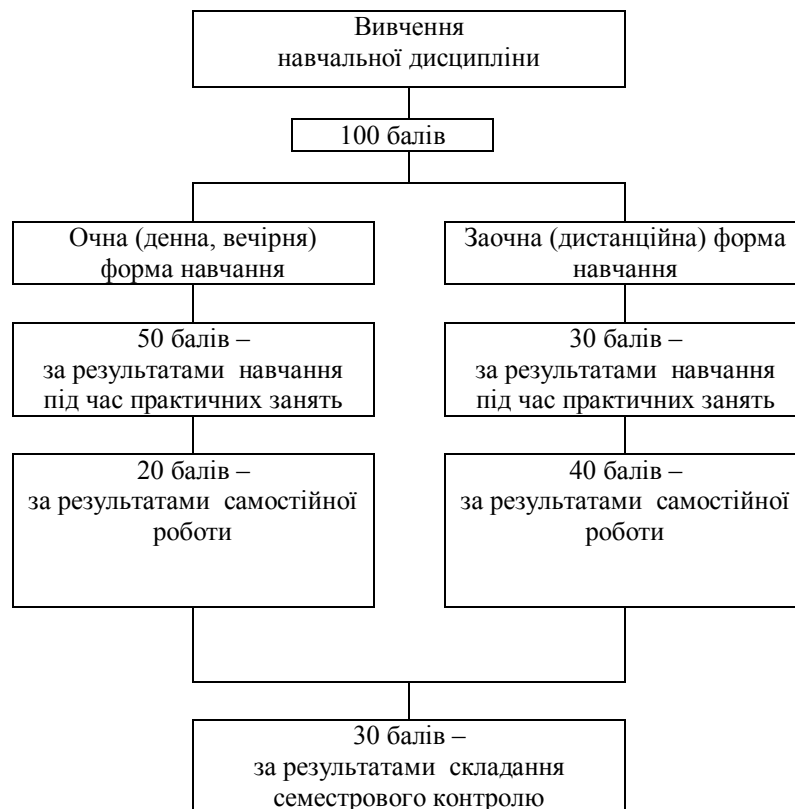 Вивчення
навчальної дисципліни
100 балів
Очна (денна, вечірня)
форма навчання
Заочна (дистанційна) форма
навчання
50 балів –
за результатами навчання
під час практичних занять
30 балів –
за результатами навчання
під час практичних занять
20 балів –
за результатами самостійної
роботи
40 балів –
за результатами самостійної
роботи
30 балів –
за результатами складання
семестрового контролю